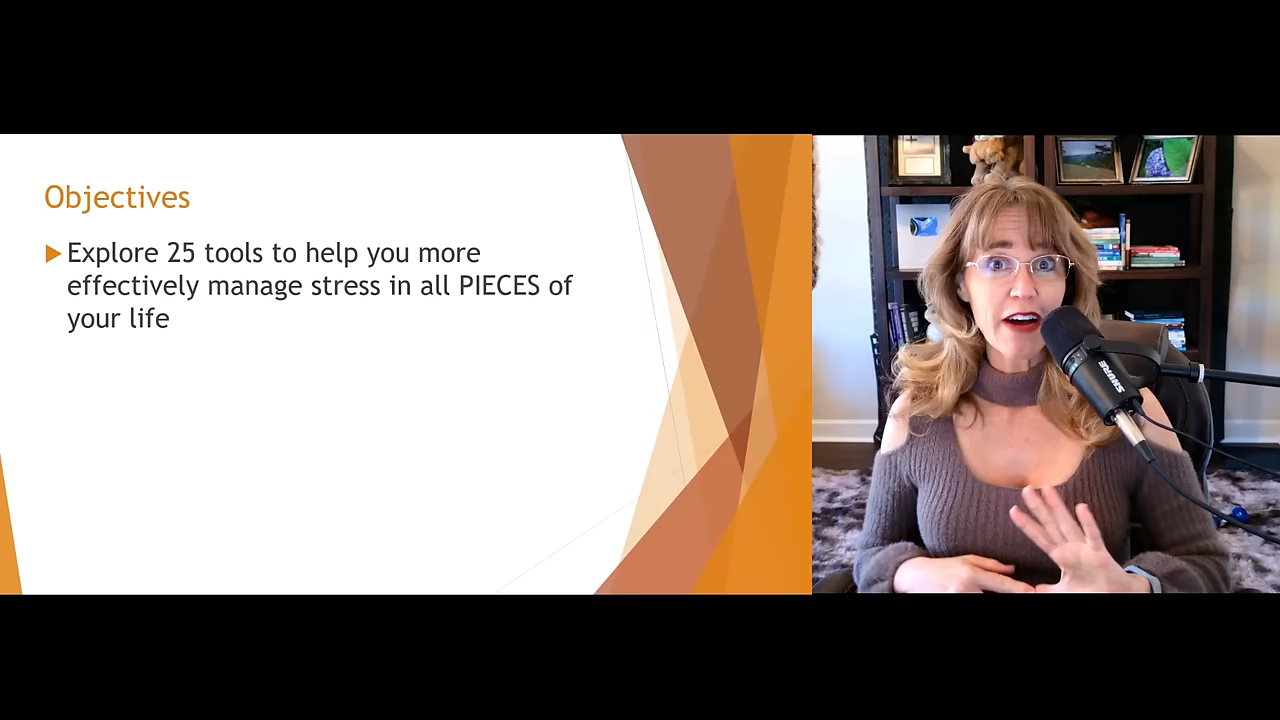 Objectives
Explore 25 tools to help you more
effectively manage stress in all PIECES of
your life
SHURE